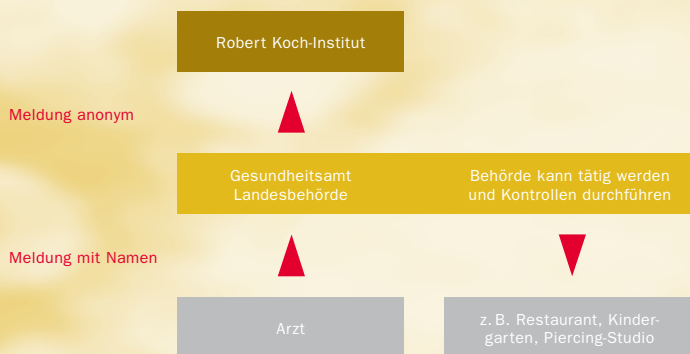 Robert Koch-Institut
Meldung anonym
Gesundheitsamt
Landesbehörde
Behörde kann tätig werden
und Kontrollen durchführen
Meldung mit Namen
Arzt
z. B. Restaurant, Kinder-
garten, Piercing-Studio